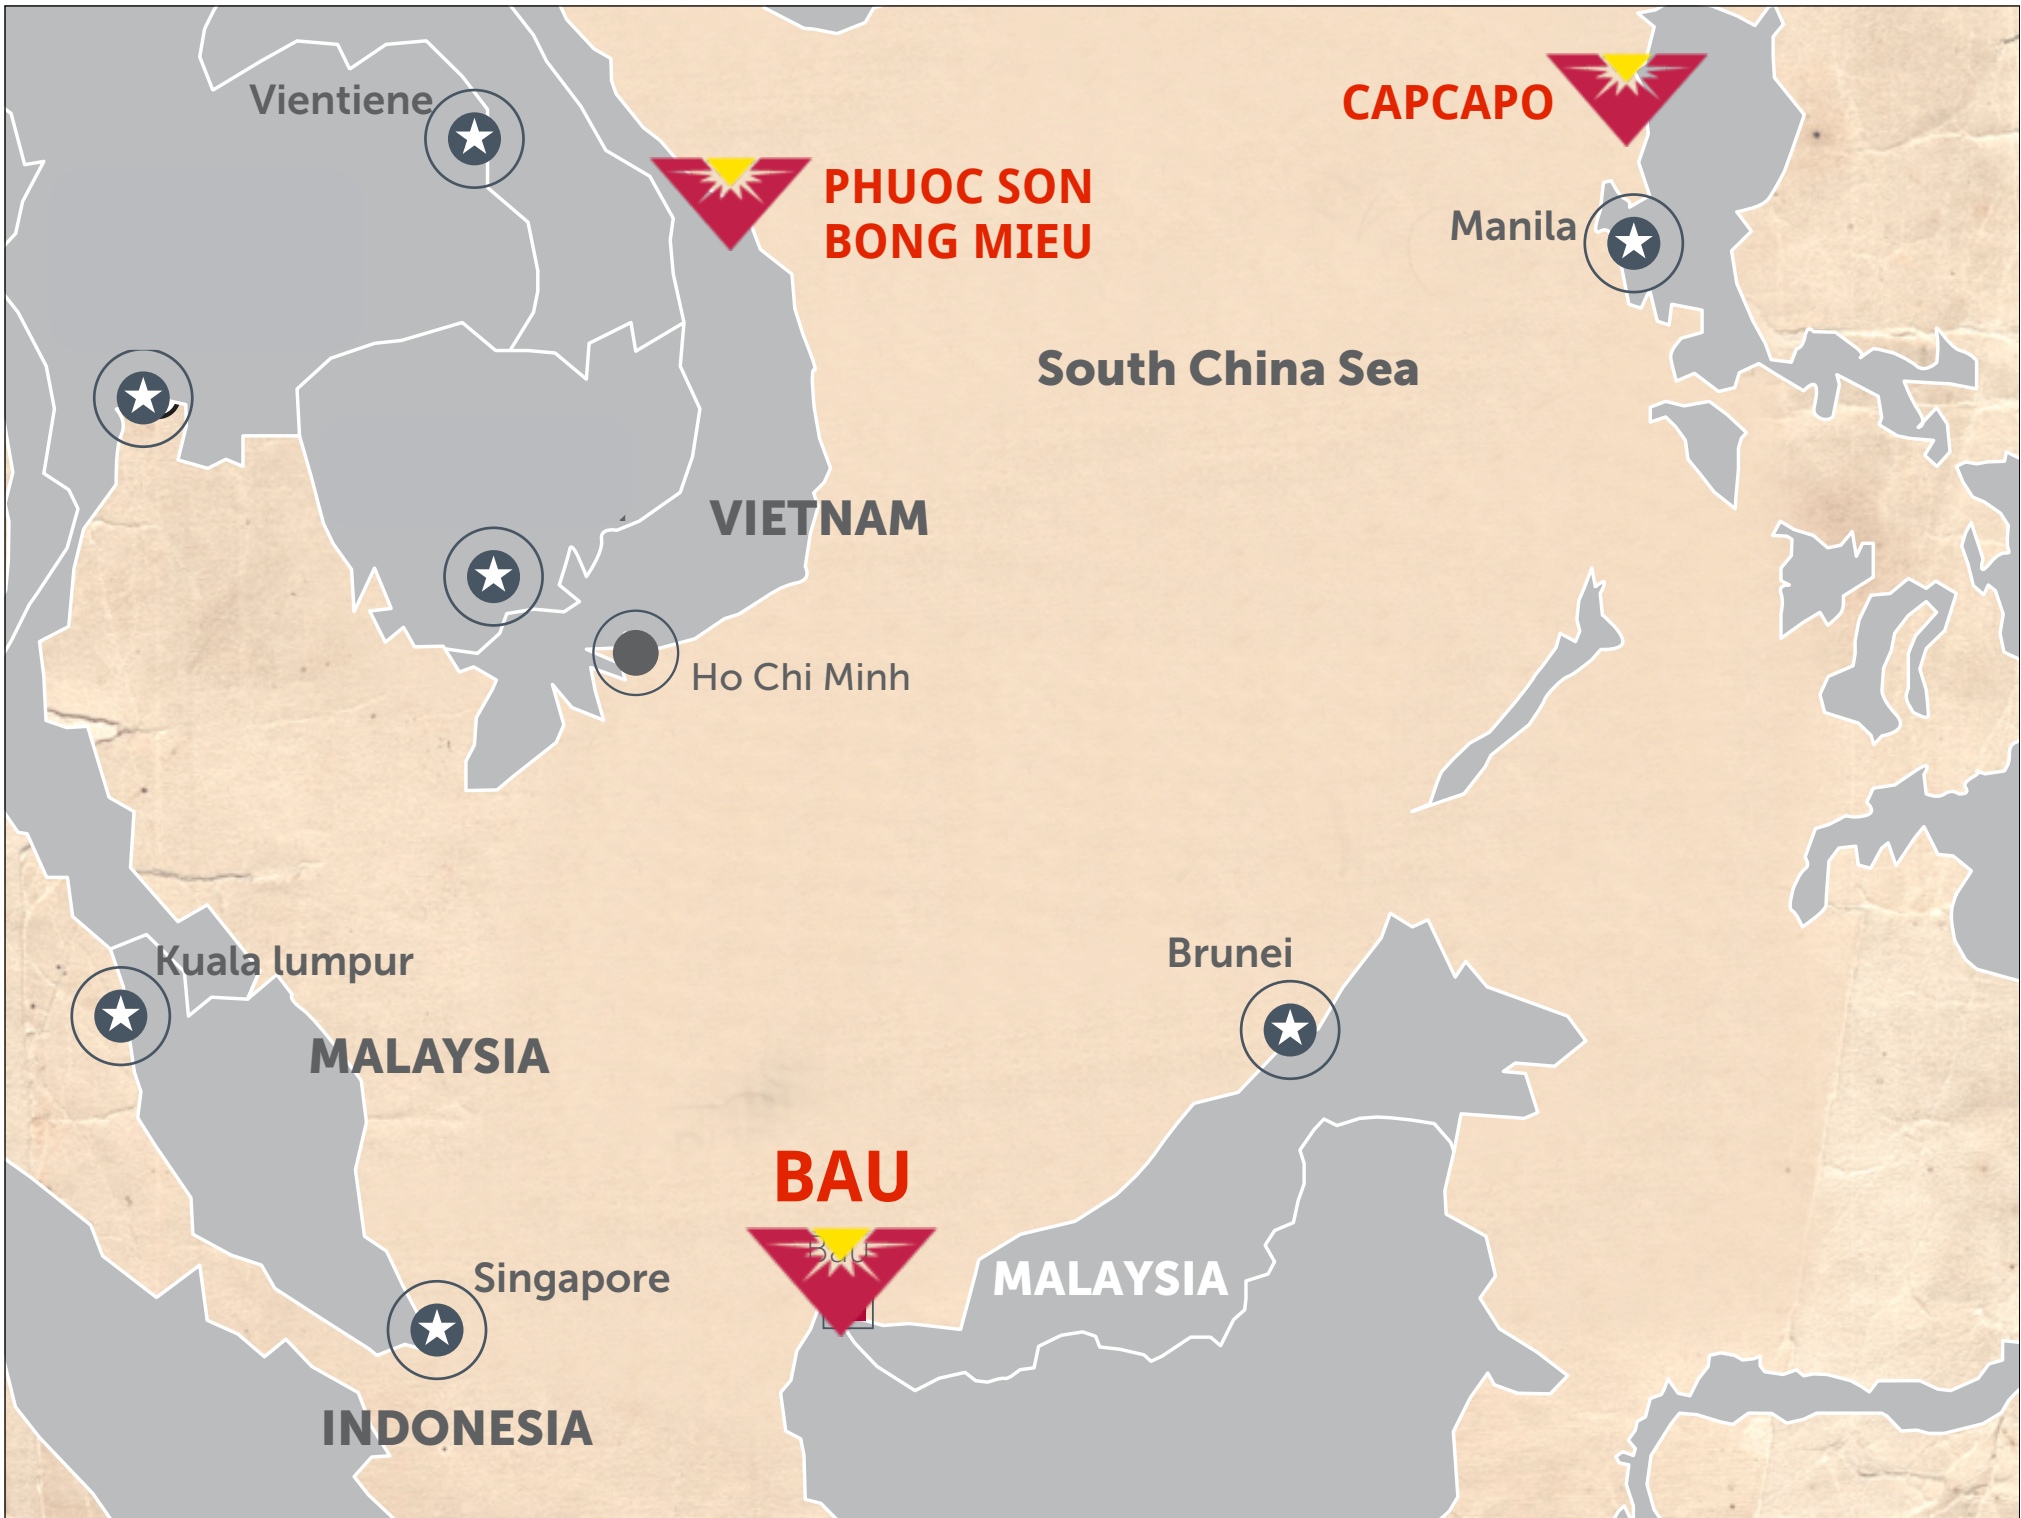 Vientiene
CAPCAPO
PHUOC SON
BONG MIEU
Manila
South China Sea
VIETNAM
Ho Chi Minh
Kuala lumpur
Brunei
MALAYSIA
BAU
Bau
Singapore
MALAYSIA
INDONESIA